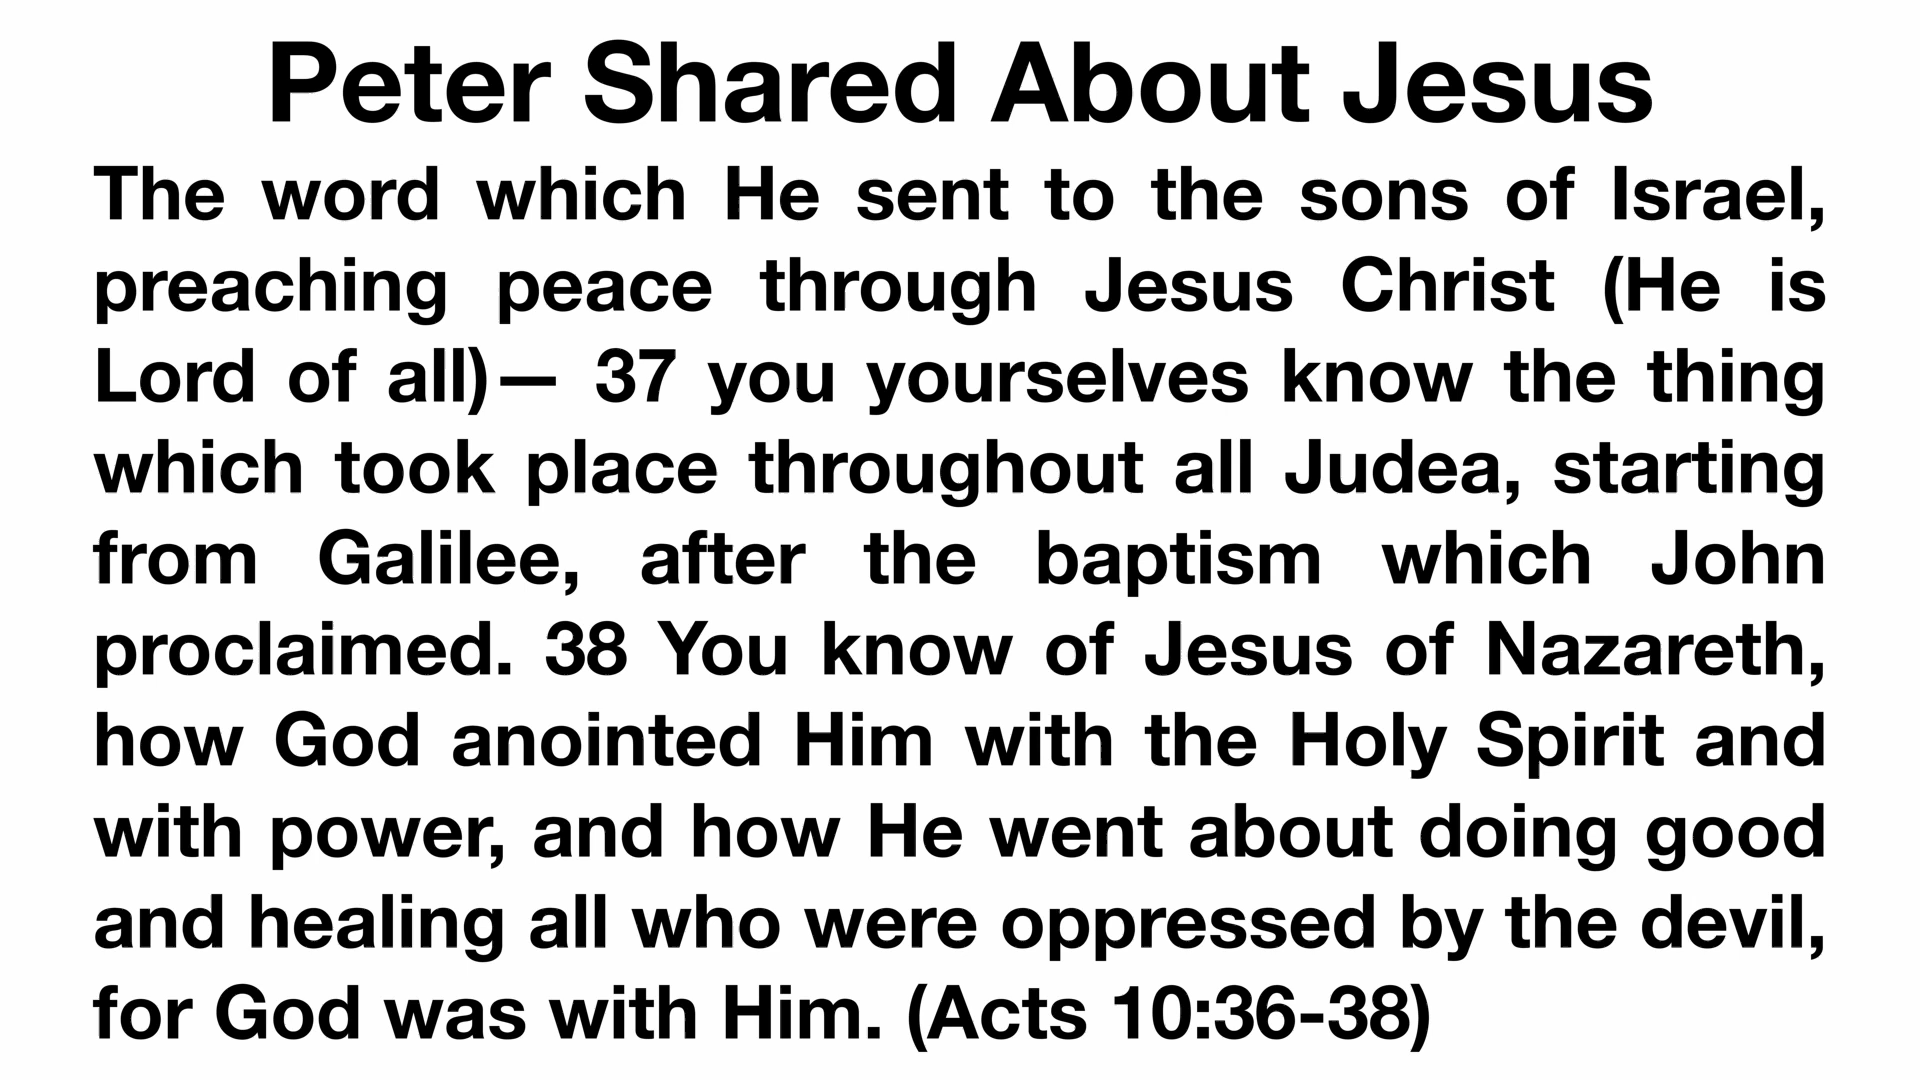 Peter Shared About Jesus
The word which He sent to the sons of Israel,
preaching peace through Jesus Christ (He is
Lord of all)— 37 you yourselves know the thing
which took place throughout all Judea, starting
from Galilee, after the baptism which John
proclaimed. 38 You know of Jesus of Nazareth,
how God anointed Him with the Holy Spirit and
with power, and how He went about doing good
and healing all who were oppressed by the devil,
for God was with Him. (Acts 10:36-38)